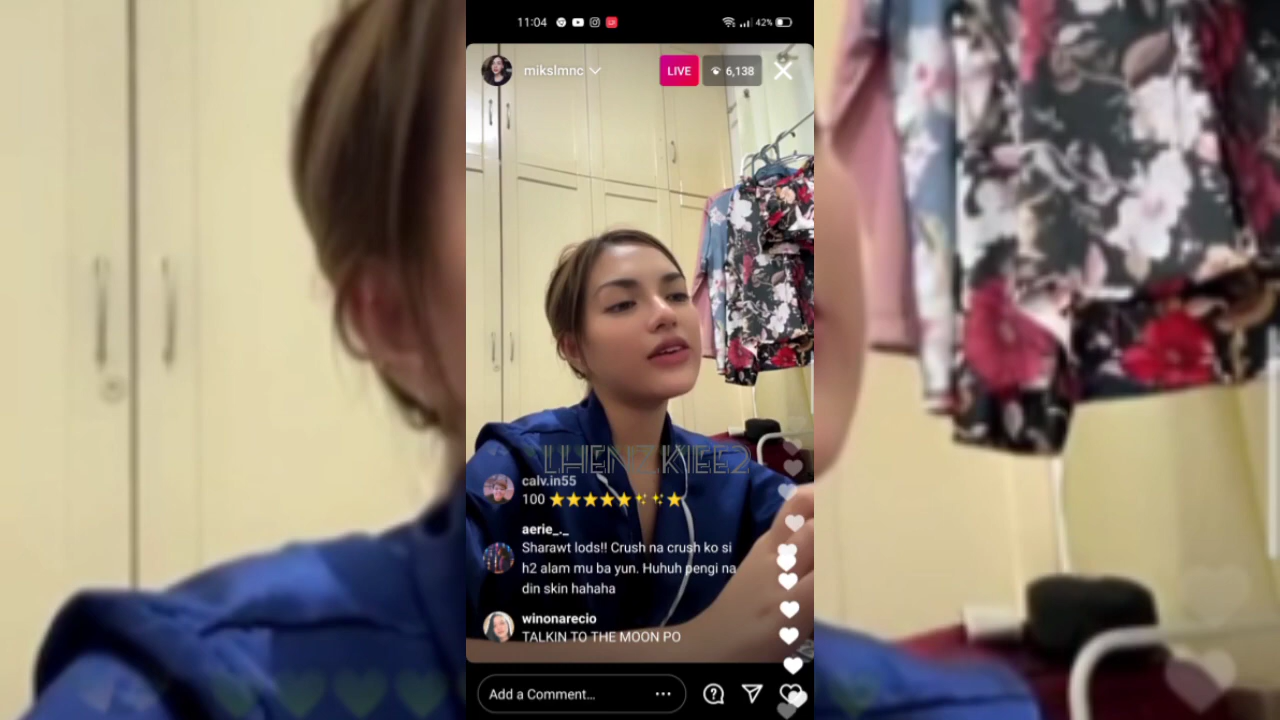 11:04
42%
mikslmnc
LIVE
6,138
LHENZKIEE2
calv.in55
100 ⭐⭐⭐⭐⭐✨✨⭐
aerie_._
Sharawt lods!! Crush na crush ko si
h2 alam mu ba yun. Huhuh pengi na
din skin hahaha
winonarecio
TALKIN TO THE MOON PO
Add a Comment...